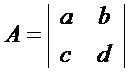 A = | a b |
| c d |